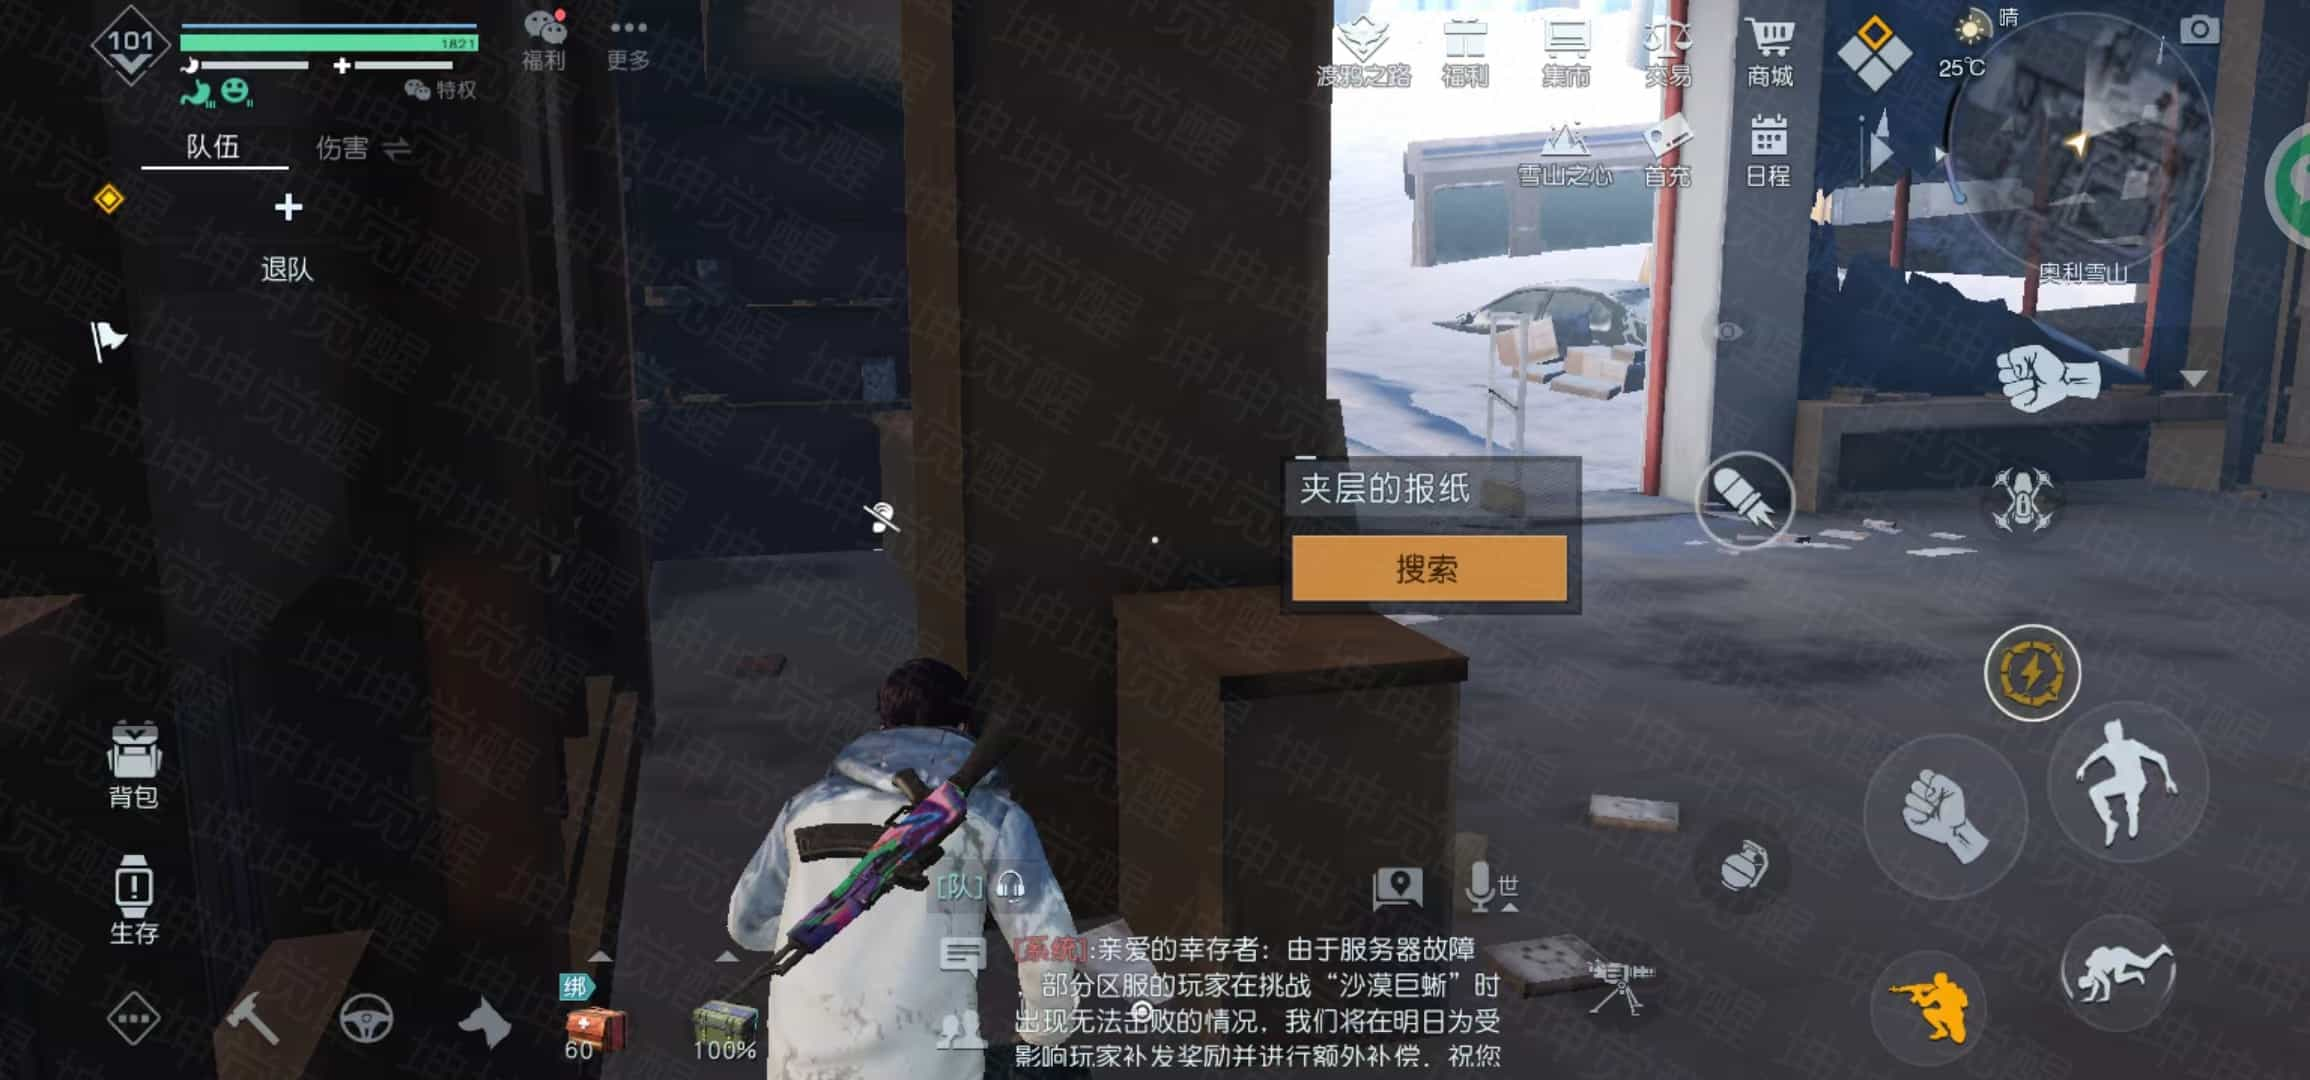 101
1821
福利
更多
特权
队伍
伤害
退队
渡鸦之路
福利
集市
交易
商城
雪山之心
首充
日程
晴
25℃
奥利雪山
夹层的报纸
搜索
背包
生存
绑
60
100%
[队]
世
[系统]:亲爱的幸存者：由于服务器故障
，部分区服的玩家在挑战“沙漠巨蜥”时
出现无法击败的情况，我们将在明日为受
影响玩家补发奖励并进行额外补偿．祝您
坤坤觉醒